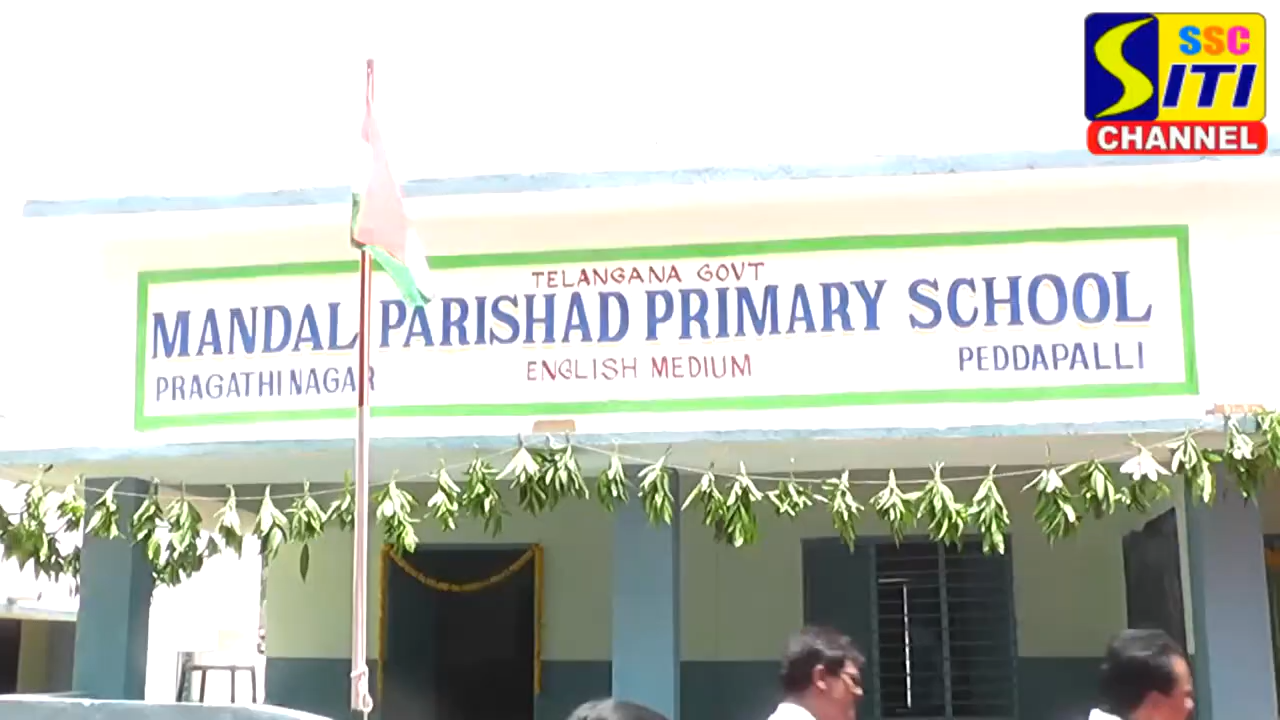 SSC
SITI
CHANNEL
TELANGANA GOVT
MANDAL PARISHAD PRIMARY SCHOOL
PRAGATHI NAGAR ENGLISH MEDIUM PEDDAPALLI